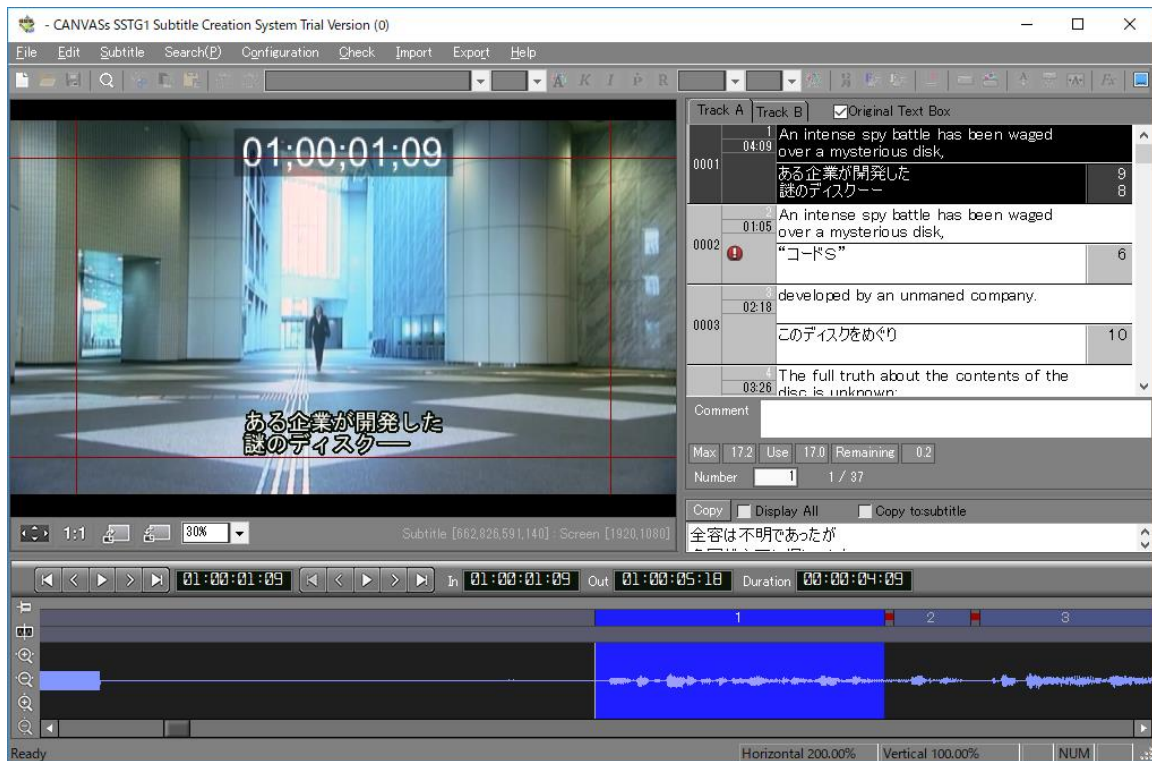 - CANVASs SSTG1 Subtitle Creation System Trial Version (0)
File Edit Subtitle Search(P) Configuration Check Import Export Help
K I P R
Fx
01;00;01;09
ある企業が開発した
謎のディスク――
1:1 30% Subtitle [662,826,591,140] : Screen [1920,1080]
Track A Track B Original Text Box
0001
1
04:09
An intense spy battle has been waged
over a mysterious disk,
ある企業が開発した 9
謎のディスクーー 8
0002
2
01:05
An intense spy battle has been waged
over a mysterious disk,
“コードS” 6
0003
3
02:18
developed by an unmaned company.
このディスクをめぐり 10
4
03:26
The full truth about the contents of the
disc is unknown;
Comment
Max 17.2 Use 17.0 Remaining 0.2
Number 1 1 / 37
Copy Display All Copy to:subtitle
全容は不明であったが
01:00:01:09 In 01:00:01:09 Out 01:00:05:18 Duration 00:00:04:09
1 2 3
Ready Horizontal 200.00% Vertical 100.00% NUM